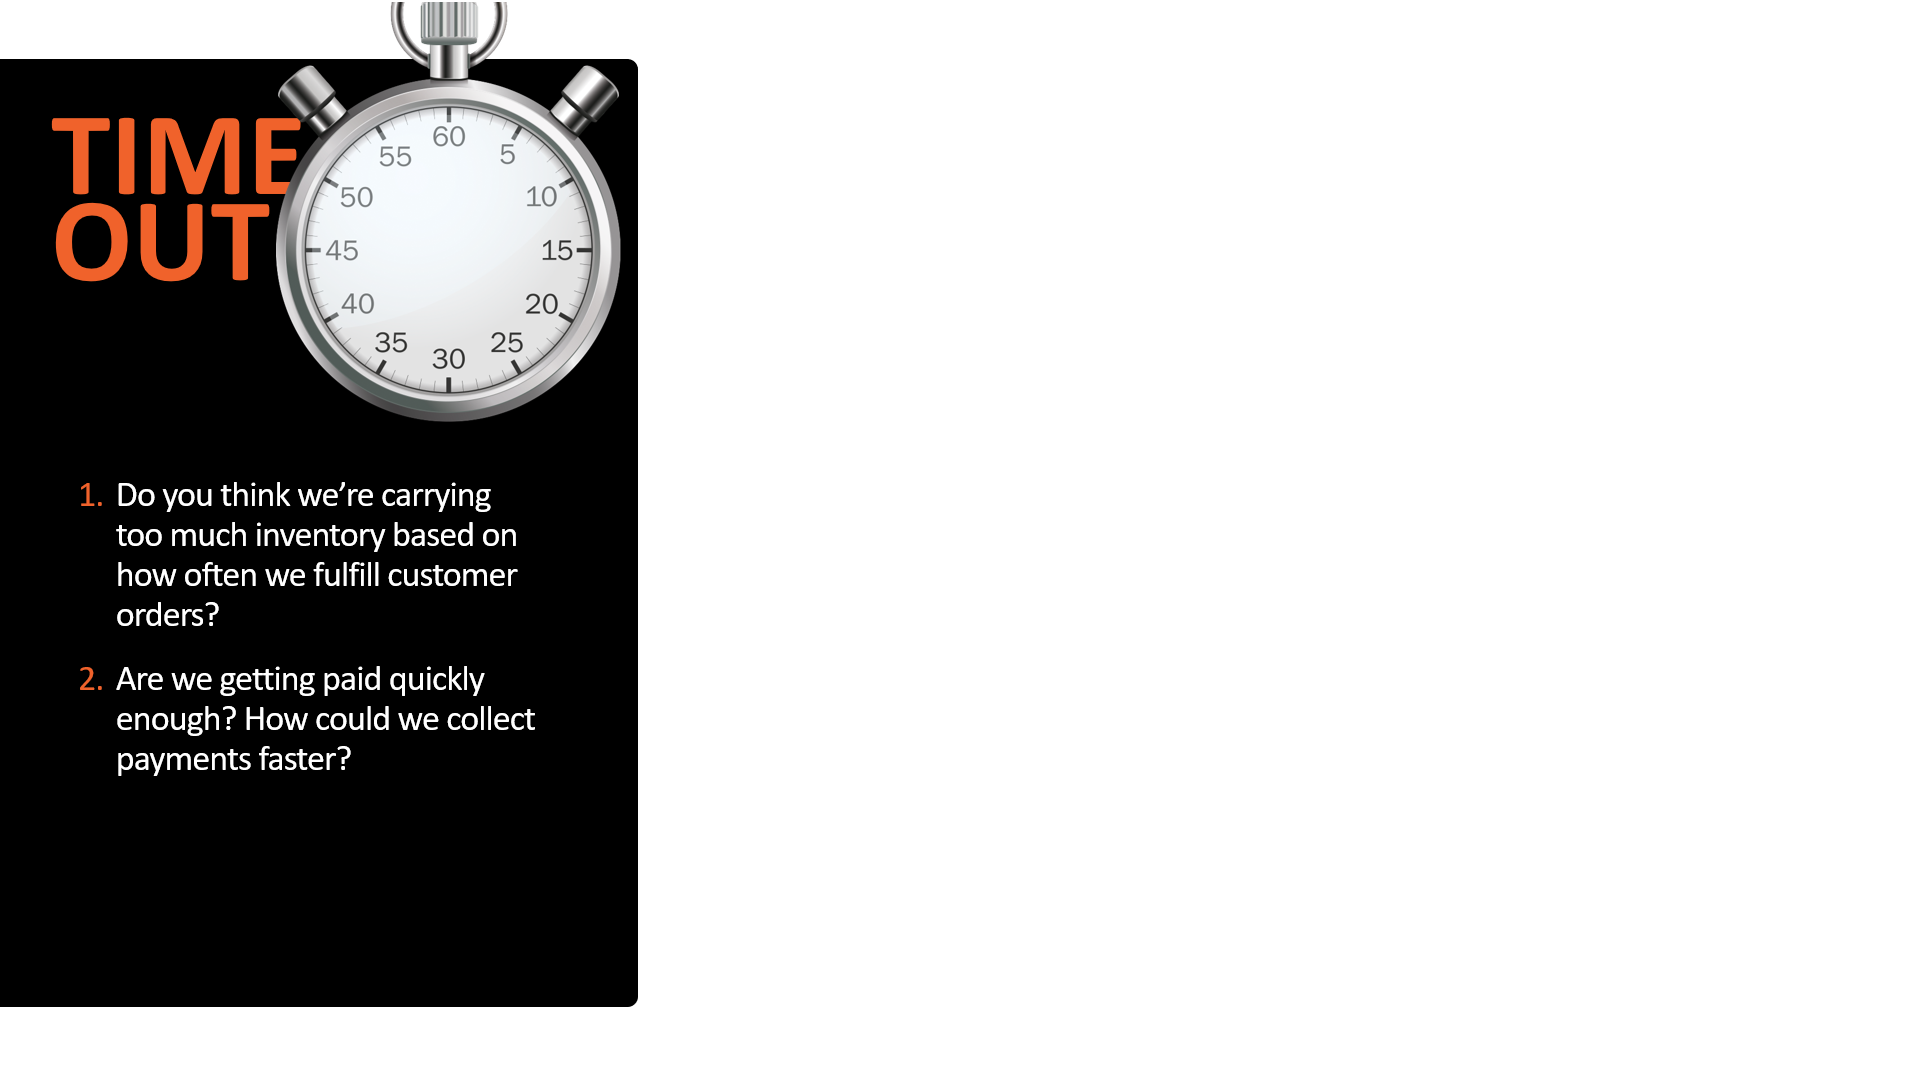 TIME
OUT
60
55
5
50
10
45
15
40
20
35
25
30
1. Do you think we’re carrying
too much inventory based on
how often we fulfill customer
orders?
2. Are we getting paid quickly
enough? How could we collect
payments faster?